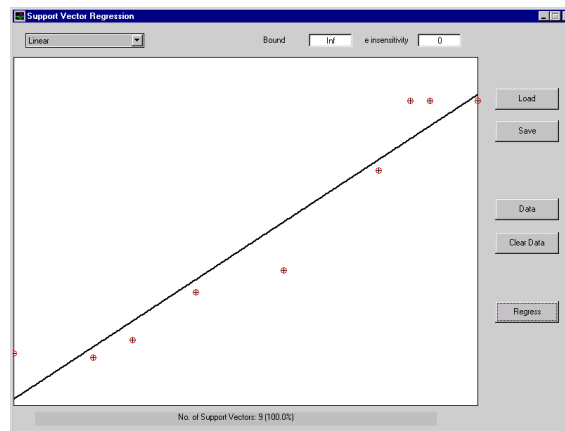 Support Vector Regression
Linear
Bound
Inf
e insensitivity
0
Load
Save
Data
Clear Data
Regress
No. of Support Vectors: 9 (100.0%)